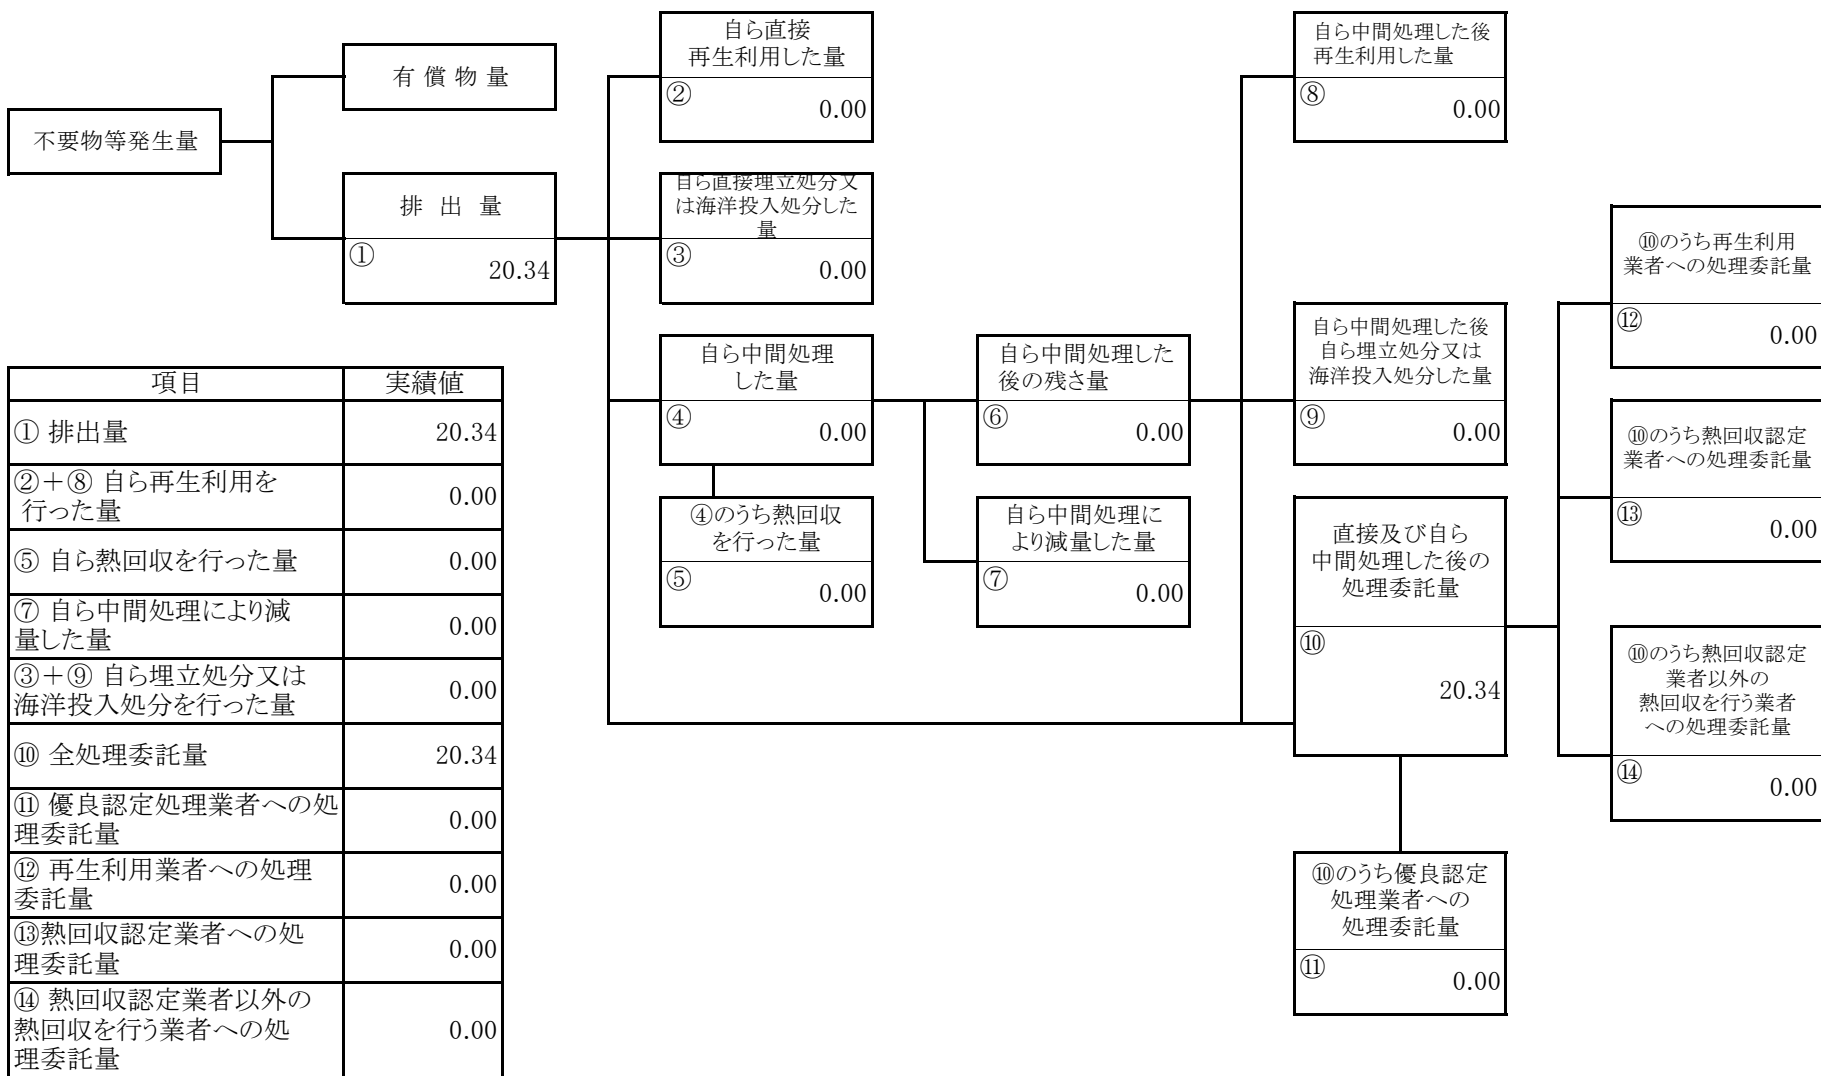 不要物等発生量
有 償 物 量
排 出 量
①
20.34
自ら直接
再生利用した量
②
0.00
自ら直接埋立処分又
は海洋投入処分した
量
③
0.00
自ら中間処理
した量
④
0.00
④のうち熱回収
を行った量
⑤
0.00
自ら中間処理した
後の残さ量
⑥
0.00
自ら中間処理に
より減量した量
⑦
0.00
自ら中間処理した後
再生利用した量
⑧
0.00
自ら中間処理した後
自ら埋立処分又は
海洋投入処分した量
⑨
0.00
直接及び自ら
中間処理した後の
処理委託量
⑩
20.34
⑩のうち優良認定
処理業者への
処理委託量
⑪
0.00
⑩のうち再生利用
業者への処理委託量
⑫
0.00
⑩のうち熱回収認定
業者への処理委託量
⑬
0.00
⑩のうち熱回収認定
業者以外の
熱回収を行う業者
への処理委託量
⑭
0.00
項目
実績値
① 排出量
20.34
②+⑧ 自ら再生利用を
行った量
0.00
⑤ 自ら熱回収を行った量
0.00
⑦ 自ら中間処理により減
量した量
0.00
③+⑨ 自ら埋立処分又は
海洋投入処分を行った量
0.00
⑩ 全処理委託量
20.34
⑪ 優良認定処理業者への処
理委託量
0.00
⑫ 再生利用業者への処理
委託量
0.00
⑬熱回収認定業者への処
理委託量
0.00
⑭ 熱回収認定業者以外の
熱回収を行う業者への処
理委託量
0.00